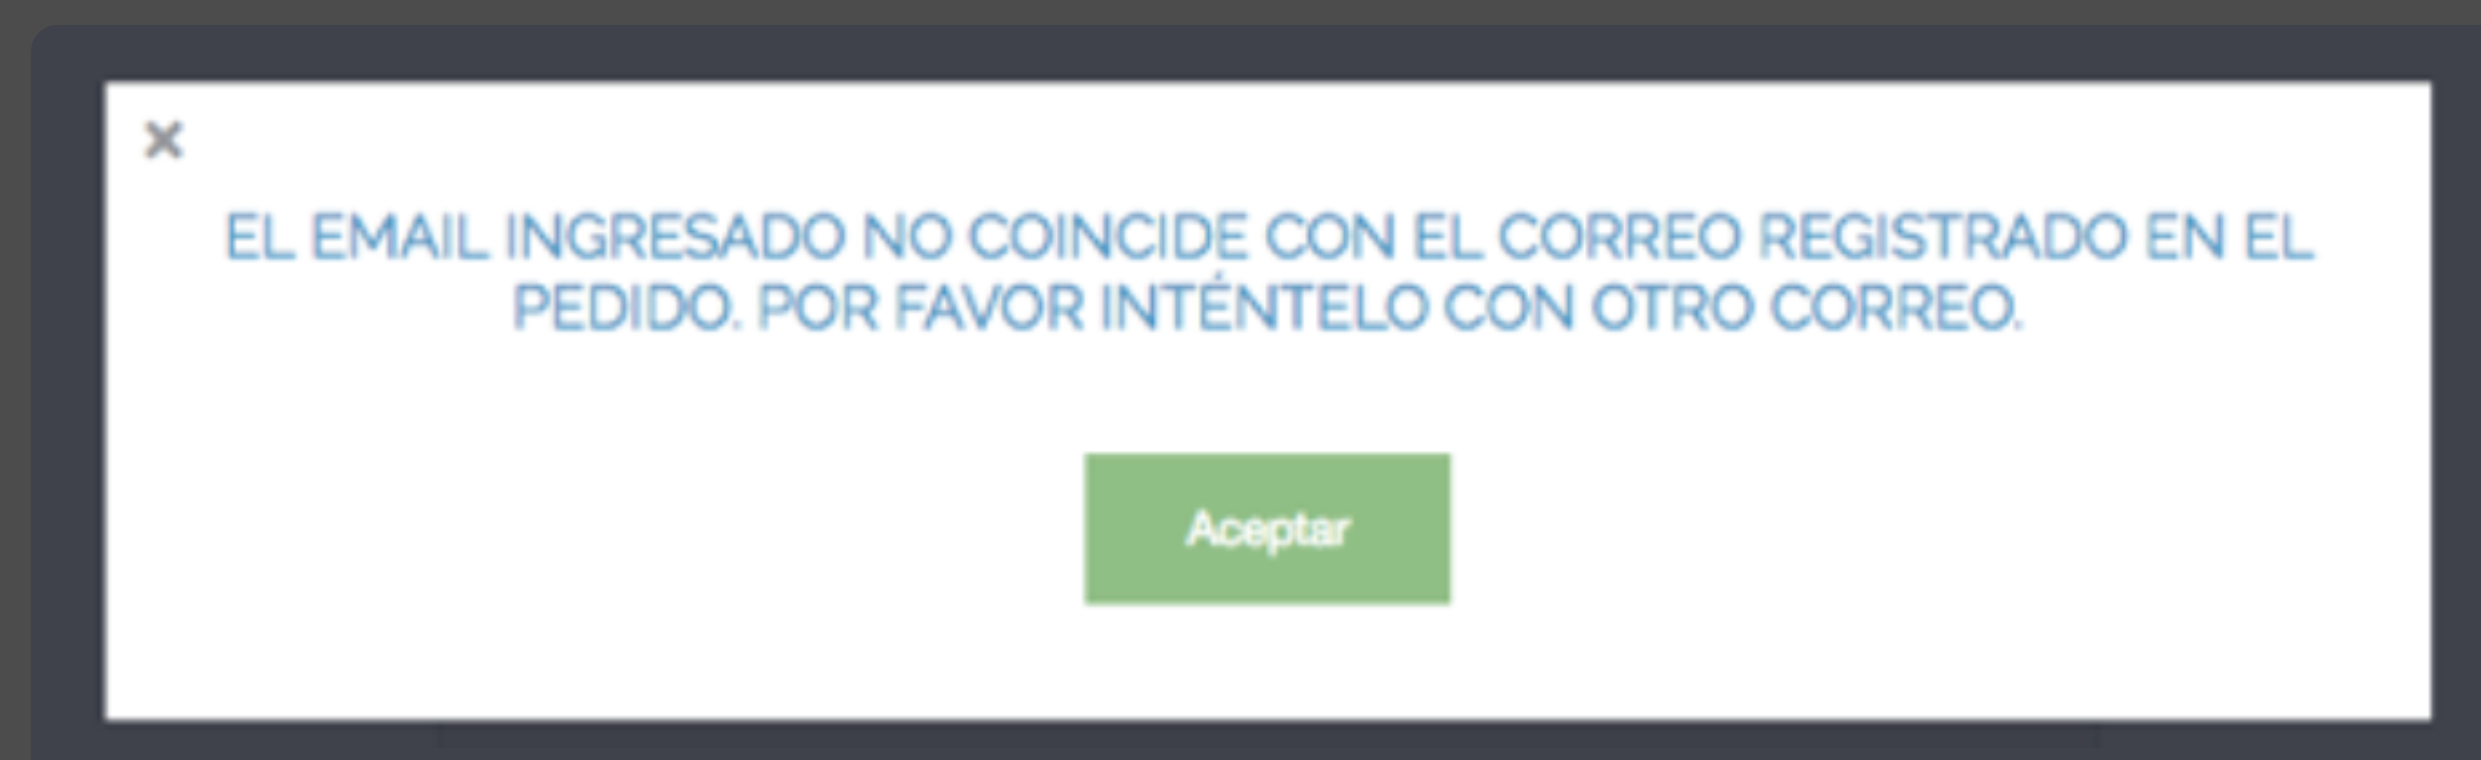 ×
EL EMAIL INGRESADO NO COINCIDE CON EL CORREO REGISTRADO EN EL
PEDIDO. POR FAVOR INTÉNTELO CON OTRO CORREO.
Aceptar